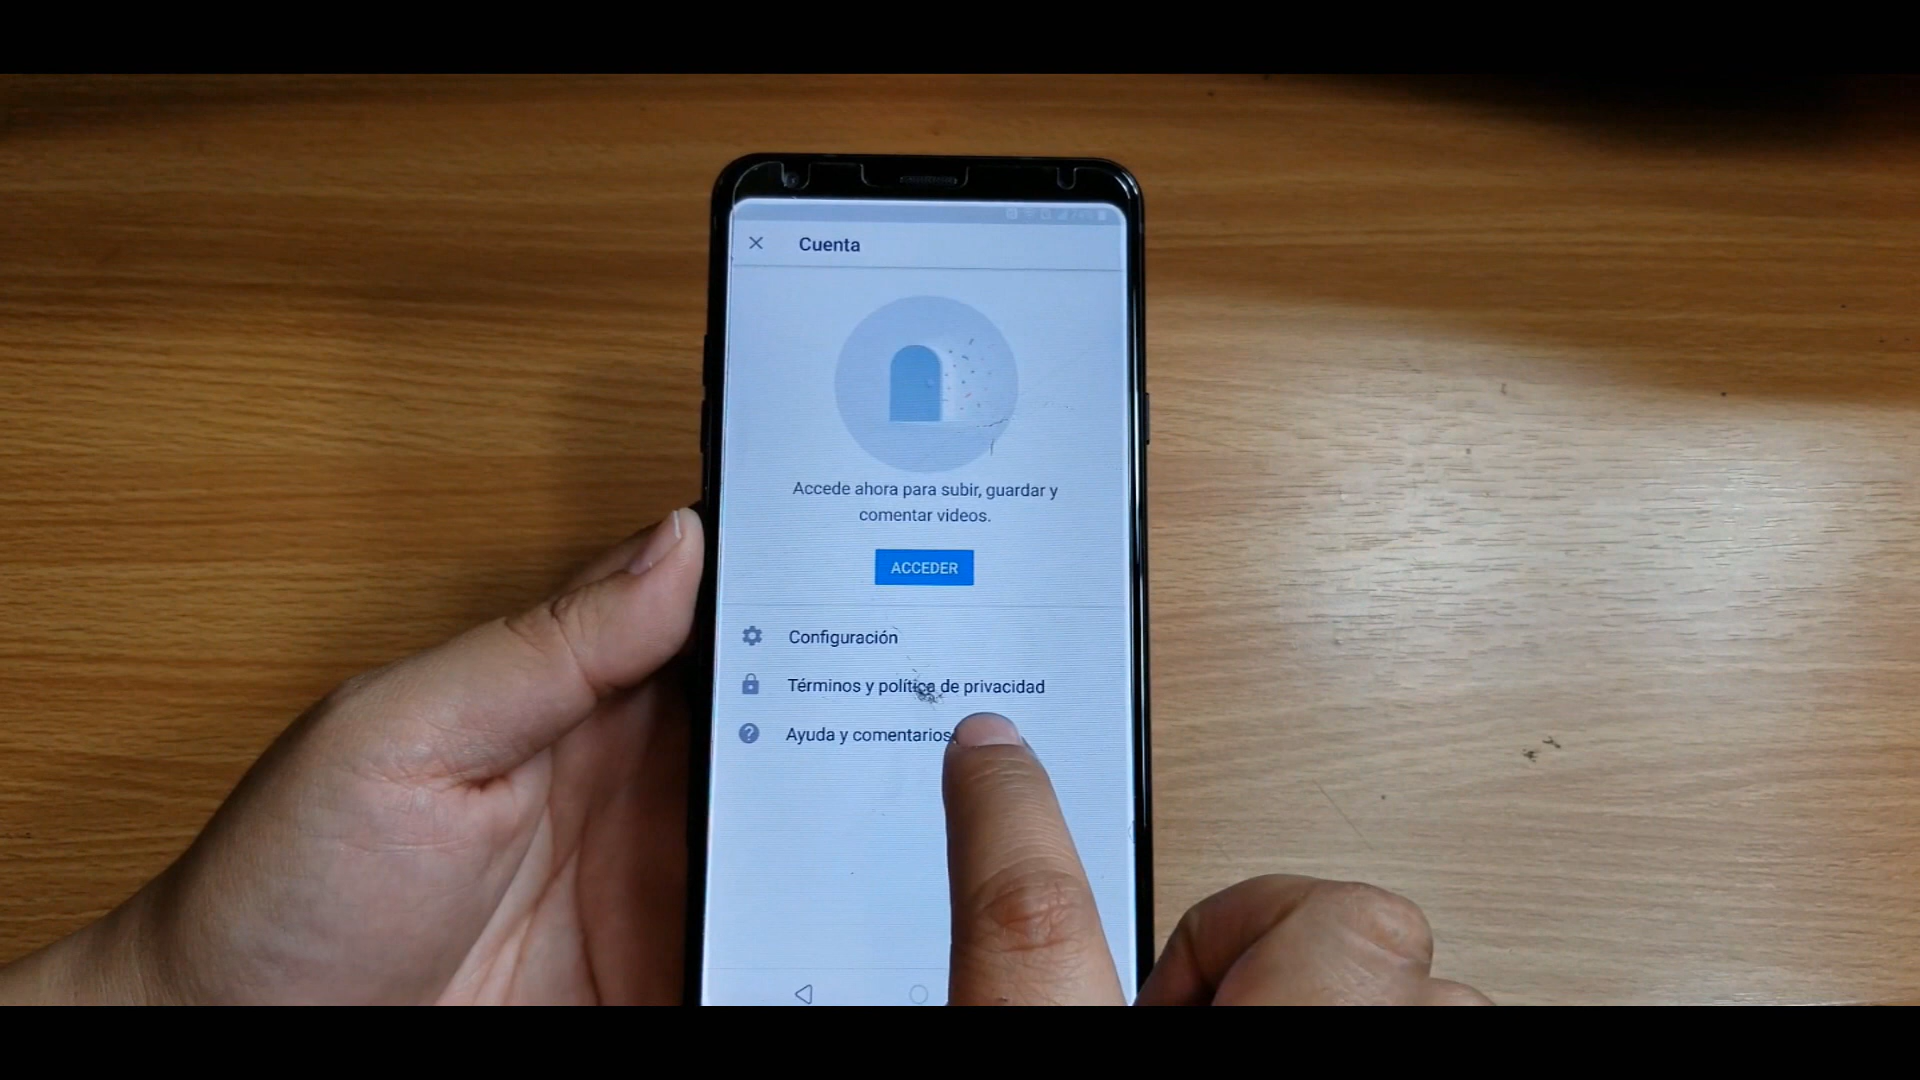 Cuenta
Accede ahora para subir, guardar y
comentar videos.
ACCEDER
Configuración
Términos y política de privacidad
Ayuda y comentarios